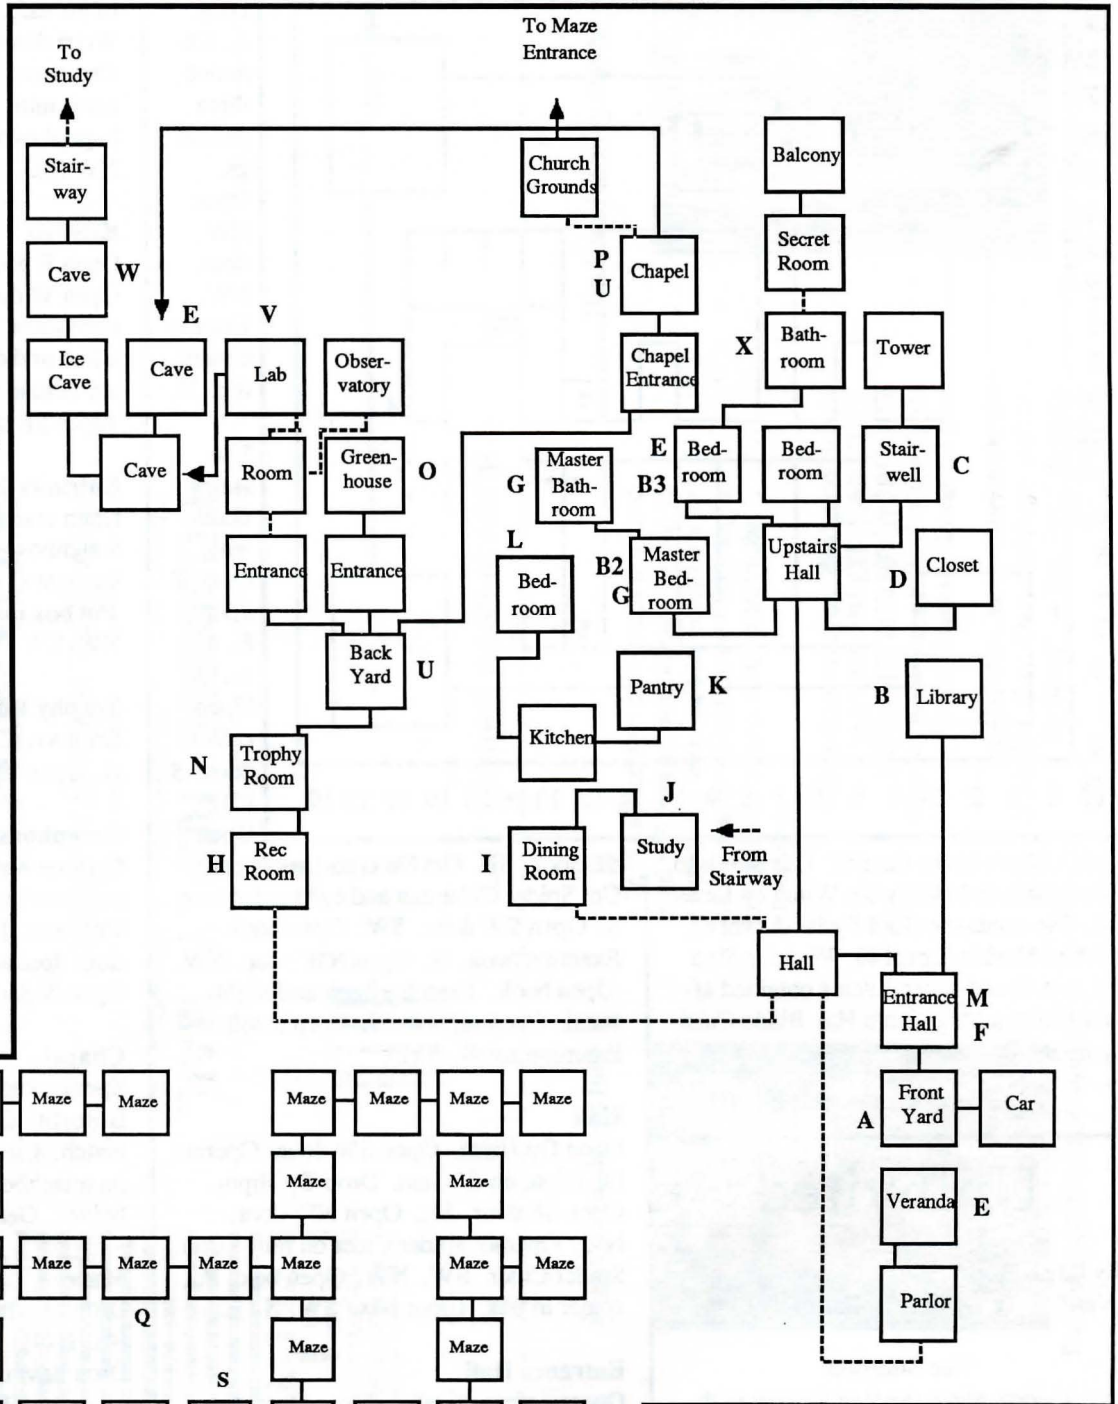 To Maze
Entrance
To
Study
Stair-
way
Church
Grounds
Balcony
Cave
W
P
U
Chapel
Secret
Room
E
V
Ice
Cave
Cave
Lab
Obser-
vatory
Chapel
Entrance
X
Bath-
room
Tower
Cave
Room
Green-
house
O
G
Master
Bath-
room
E
B3
Bed-
room
Bed-
room
Stair-
well
C
Entrance
Entrance
L
Bed-
room
B2
G
Master
Bed-
room
Upstairs
Hall
D
Closet
Back
Yard
U
Pantry
K
B
Library
Kitchen
N
Trophy
Room
J
H
Rec
Room
I
Dining
Room
Study
From
Stairway
Hall
Entrance
Hall
M
F
Maze
Maze
Maze
Maze
Maze
Maze
A
Front
Yard
Car
Maze
Maze
Veranda
E
Maze
Maze
Maze
Maze
Maze
Maze
Q
Parlor
Maze
Maze
S